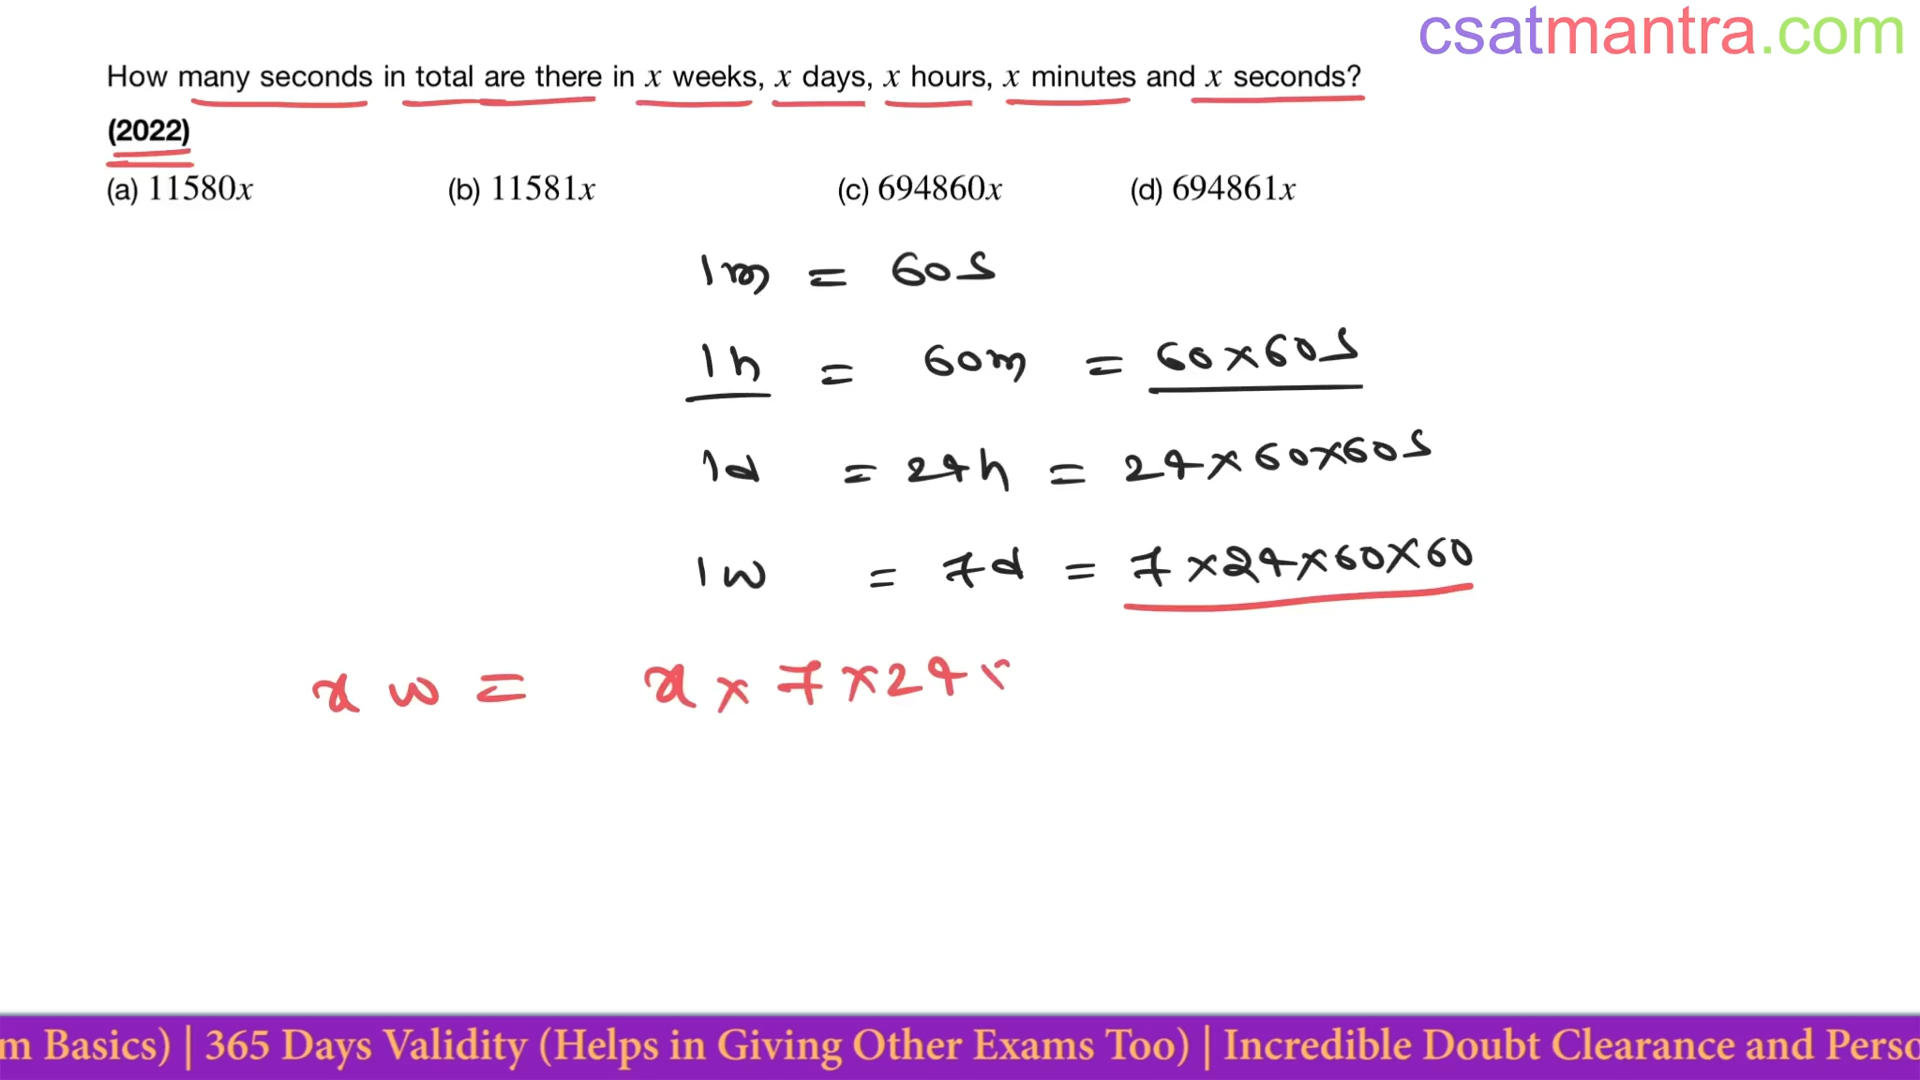 csatmantra.com
How many seconds in total are there in x weeks, x days, x hours, x minutes and x seconds?
(2022)
(a) 11580x (b) 11581x (c) 694860x (d) 694861x
1m = 60s
1h = 60m = 60×60s
1d = 24h = 24×60×60s
1w = 7d = 7×24×60×60
x w = x × 7 × 24
m Basics) | 365 Days Validity (Helps in Giving Other Exams Too) | Incredible Doubt Clearance and Perso